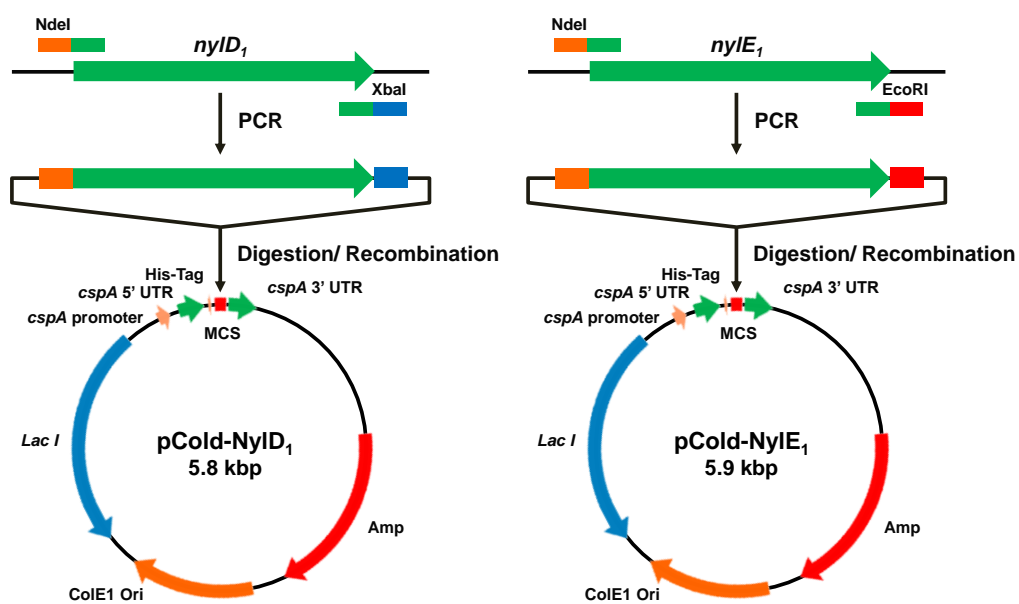 NdeI
nylD1
XbaI
PCR
Digestion/ Recombination
His-Tag
cspA 5’ UTR
cspA 3’ UTR
cspA promoter
MCS
Lac I
pCold-NylD1
5.8 kbp
Amp
ColE1 Ori
NdeI
nylE1
EcoRI
PCR
Digestion/ Recombination
His-Tag
cspA 5’ UTR
cspA 3’ UTR
cspA promoter
MCS
Lac I
pCold-NylE1
5.9 kbp
Amp
ColE1 Ori